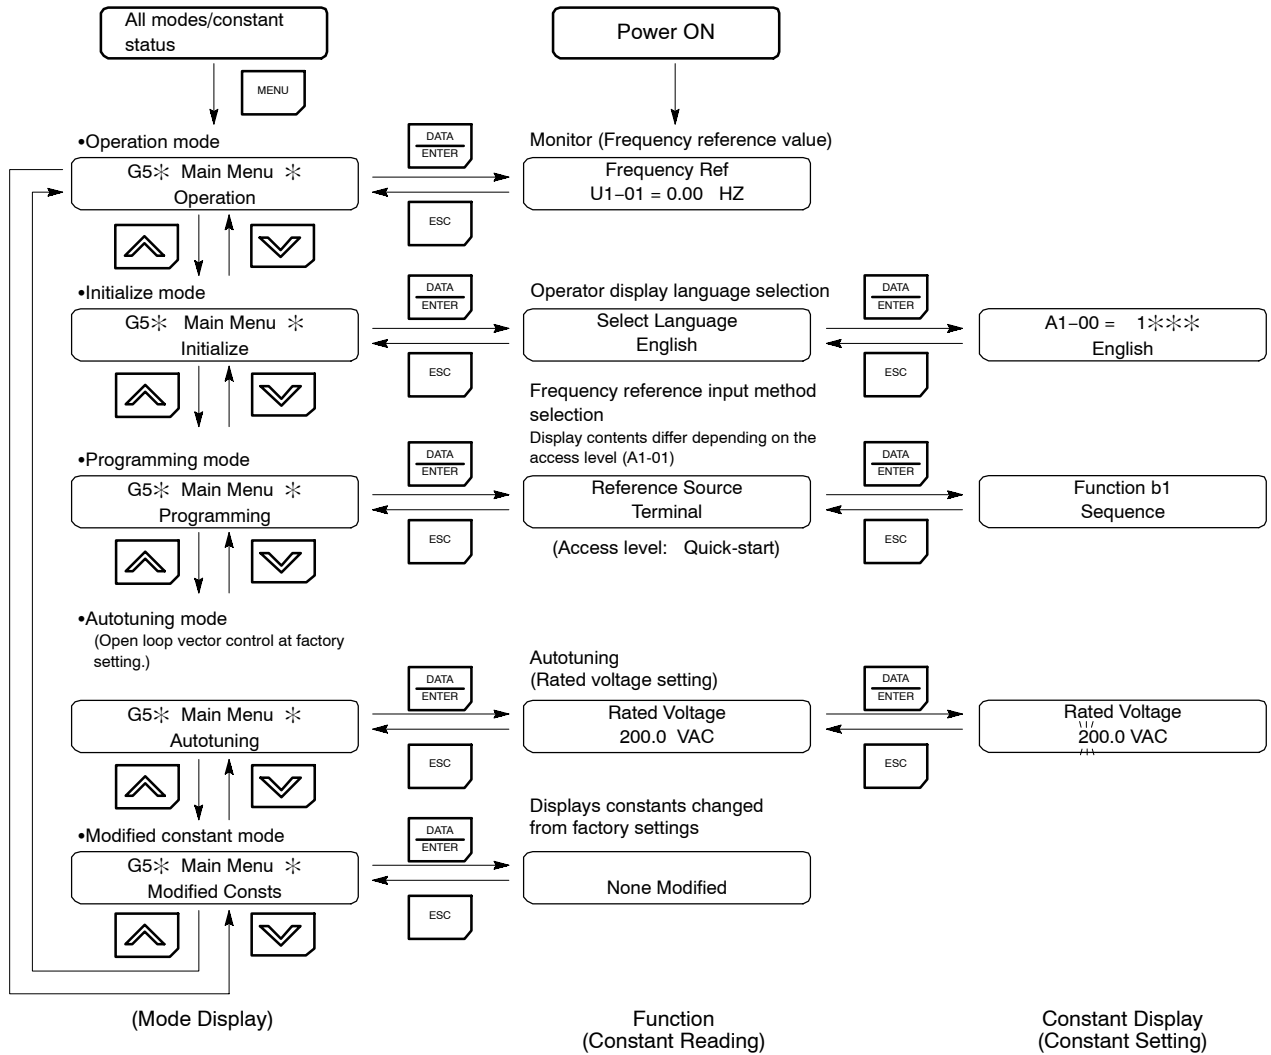 All modes/constant
status
Power ON
MENU
•Operation mode
DATA
ENTER
Monitor (Frequency reference value)
G5✳ Main Menu ✳
Operation
Frequency Ref
U1–01 = 0.00 HZ
ESC
•Initialize mode
DATA
ENTER
Operator display language selection
DATA
ENTER
G5✳ Main Menu ✳
Initialize
Select Language
English
A1–00 = 1✳✳✳
English
ESC
ESC
Frequency reference input method
selection
Display contents differ depending on the
access level (A1-01)
•Programming mode
DATA
ENTER
DATA
ENTER
G5✳ Main Menu ✳
Programming
Reference Source
Terminal
Function b1
Sequence
ESC
(Access level: Quick-start)
ESC
•Autotuning mode
(Open loop vector control at factory
setting.)
Autotuning
(Rated voltage setting)
DATA
ENTER
DATA
ENTER
G5✳ Main Menu ✳
Autotuning
Rated Voltage
200.0 VAC
Rated Voltage
200.0 VAC
ESC
ESC
Displays constants changed
from factory settings
•Modified constant mode
DATA
ENTER
G5✳ Main Menu ✳
Modified Consts
None Modified
ESC
(Mode Display)
Function
(Constant Reading)
Constant Display
(Constant Setting)